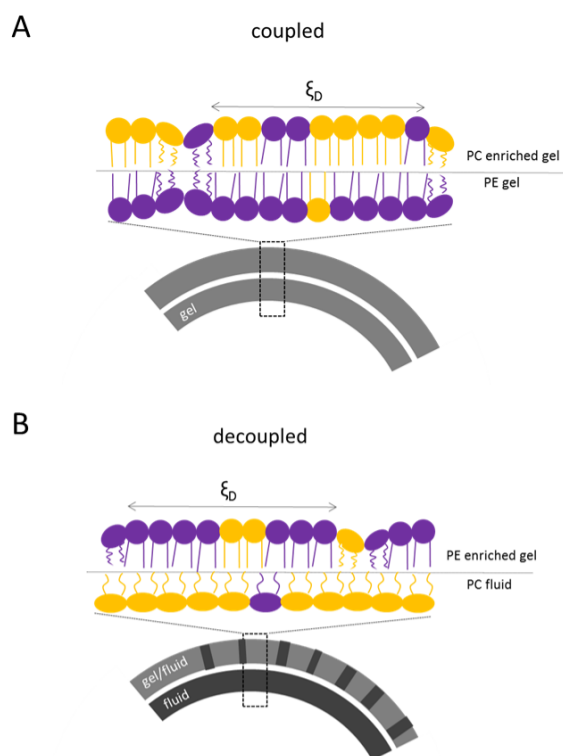 A
coupled
ξD
PC enriched gel
PE gel
gel
B
decoupled
ξD
PE enriched gel
PC fluid
gel/fluid
fluid